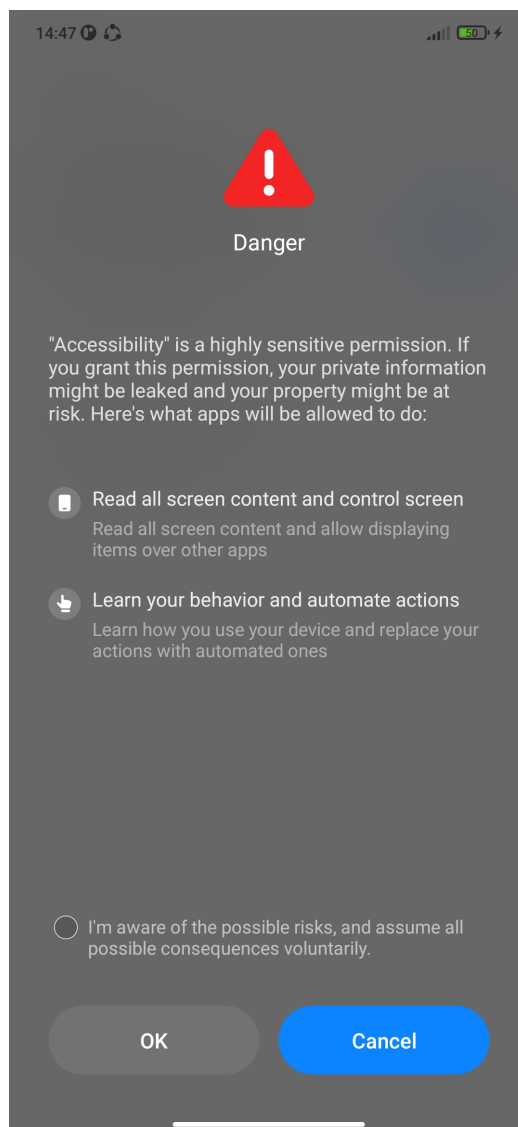 14:47
50
Danger
"Accessibility" is a highly sensitive permission. If
you grant this permission, your private information
might be leaked and your property might be at
risk. Here's what apps will be allowed to do:
Read all screen content and control screen
Read all screen content and allow displaying
items over other apps
Learn your behavior and automate actions
Learn how you use your device and replace your
actions with automated ones
I'm aware of the possible risks, and assume all
possible consequences voluntarily.
OK
Cancel